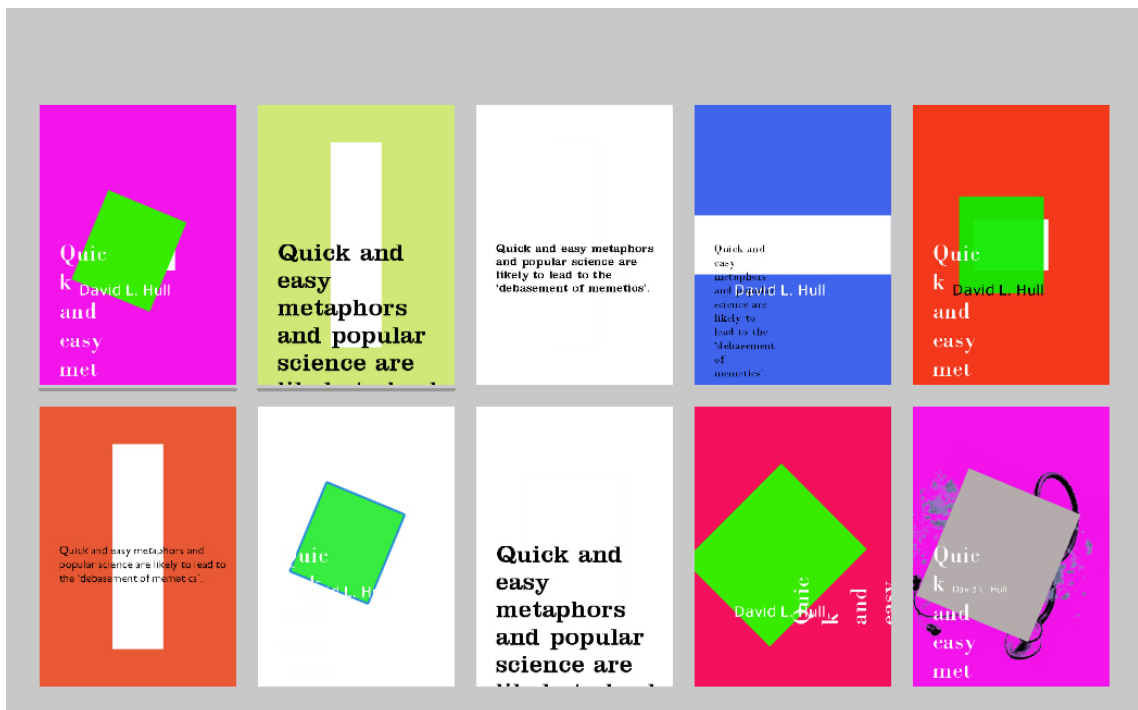 Quic
k
David L. Hull
and
easy
met
Quick and
easy
metaphors
and popular
science are
Quick and easy metaphors
and popular science are
likely to lead to the
'debasement of memetics'.
Quick and
easy
metaphors
and popular
David L. Hull
science are
likely to
lead to the
'debasement
of
memetics'.
Quic
k
David L. Hull
and
easy
met
Quick and easy metaphors and
popular science are likely to lead to
the 'debasement of memetics'.
uic
k
L. Hu
Quick and
easy
metaphors
and popular
science are
David L. Hull
Quic
k
and
easy
Quic
k
David L. Hull
and
easy
met